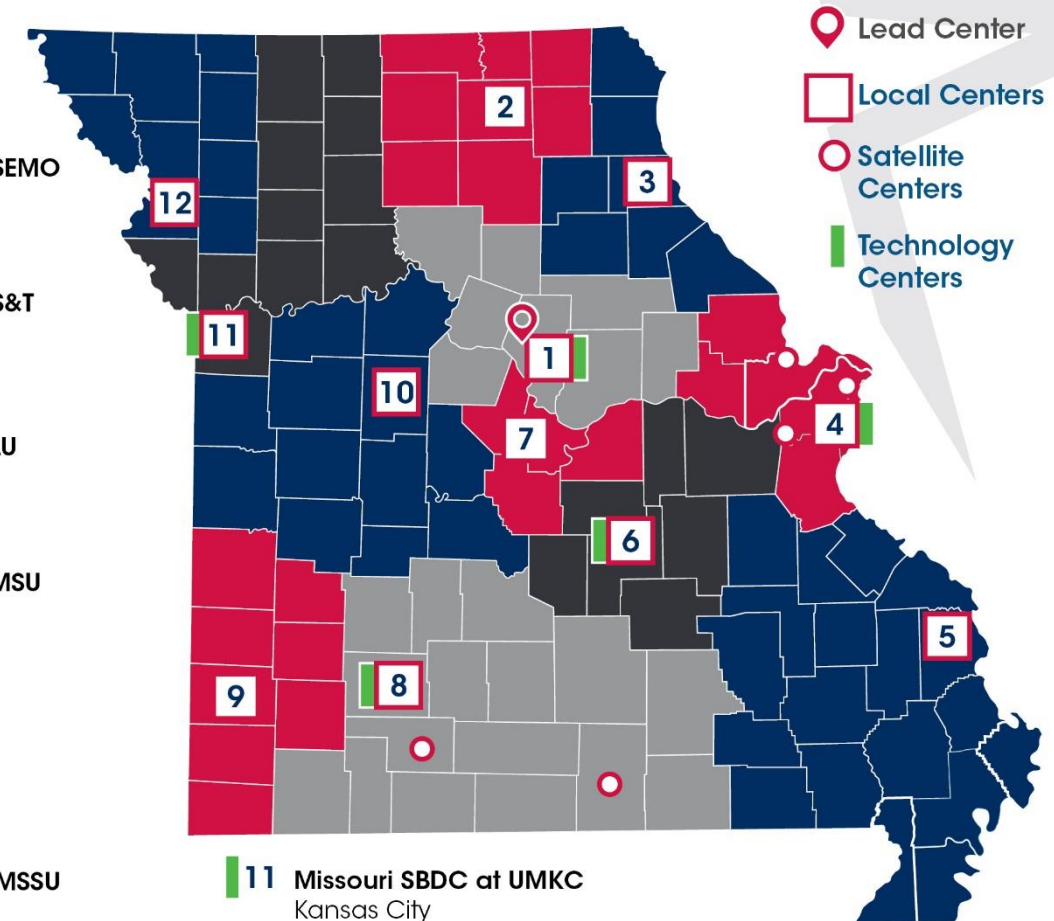 Lead Center
Local Centers
Satellite
Centers
Technology
Centers
2
SEMO
3
12
S&T
11
1
10
4
7
6
MSU
5
8
9
MSSU
11 Missouri SBDC at UMKC
Kansas City